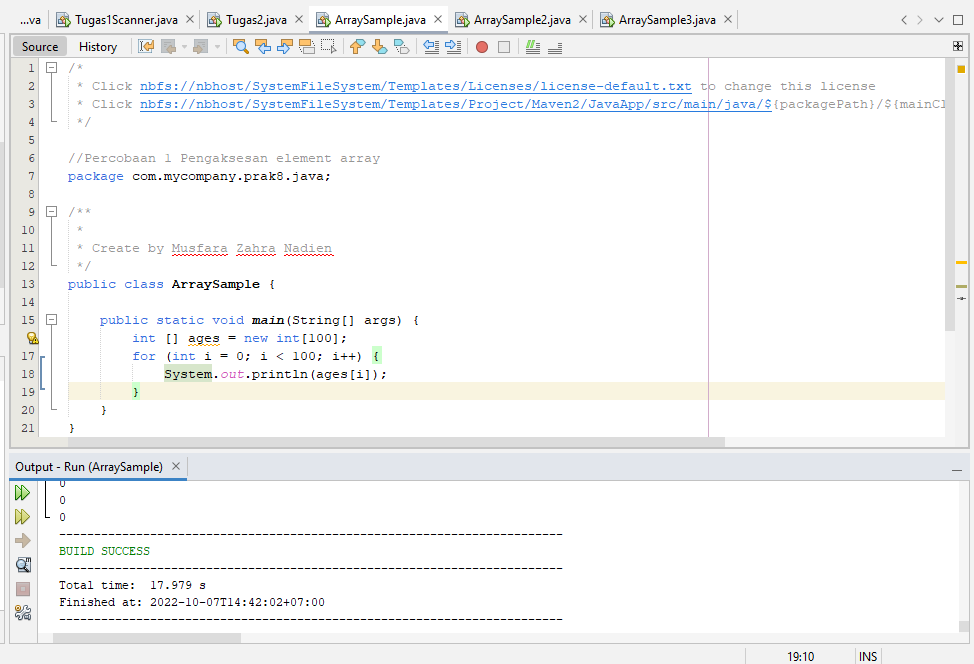 ...va Tugas1Scanner.java Tugas2.java ArraySample.java ArraySample2.java ArraySample3.java
Source History
1 /*
2 * Click nbfs://nbhost/SystemFileSystem/Templates/Licenses/license-default.txt to change this license
3 * Click nbfs://nbhost/SystemFileSystem/Templates/Project/Maven2/JavaApp/src/main/java/${packagePath}/${mainCl
4 */
5
6 //Percobaan 1 Pengaksesan element array
7 package com.mycompany.prak8.java;
8
9 /**
10 *
11 * Create by Musfara Zahra Nadien
12 */
13 public class ArraySample {
14
15 public static void main(String[] args) {
int [] ages = new int[100];
17 for (int i = 0; i < 100; i++) {
18 System.out.println(ages[i]);
19 }
20 }
21 }
Output - Run (ArraySample)
0
0
0
------------------------------------------------------------------------
BUILD SUCCESS
------------------------------------------------------------------------
Total time: 17.979 s
Finished at: 2022-10-07T14:42:02+07:00
------------------------------------------------------------------------
19:10 INS